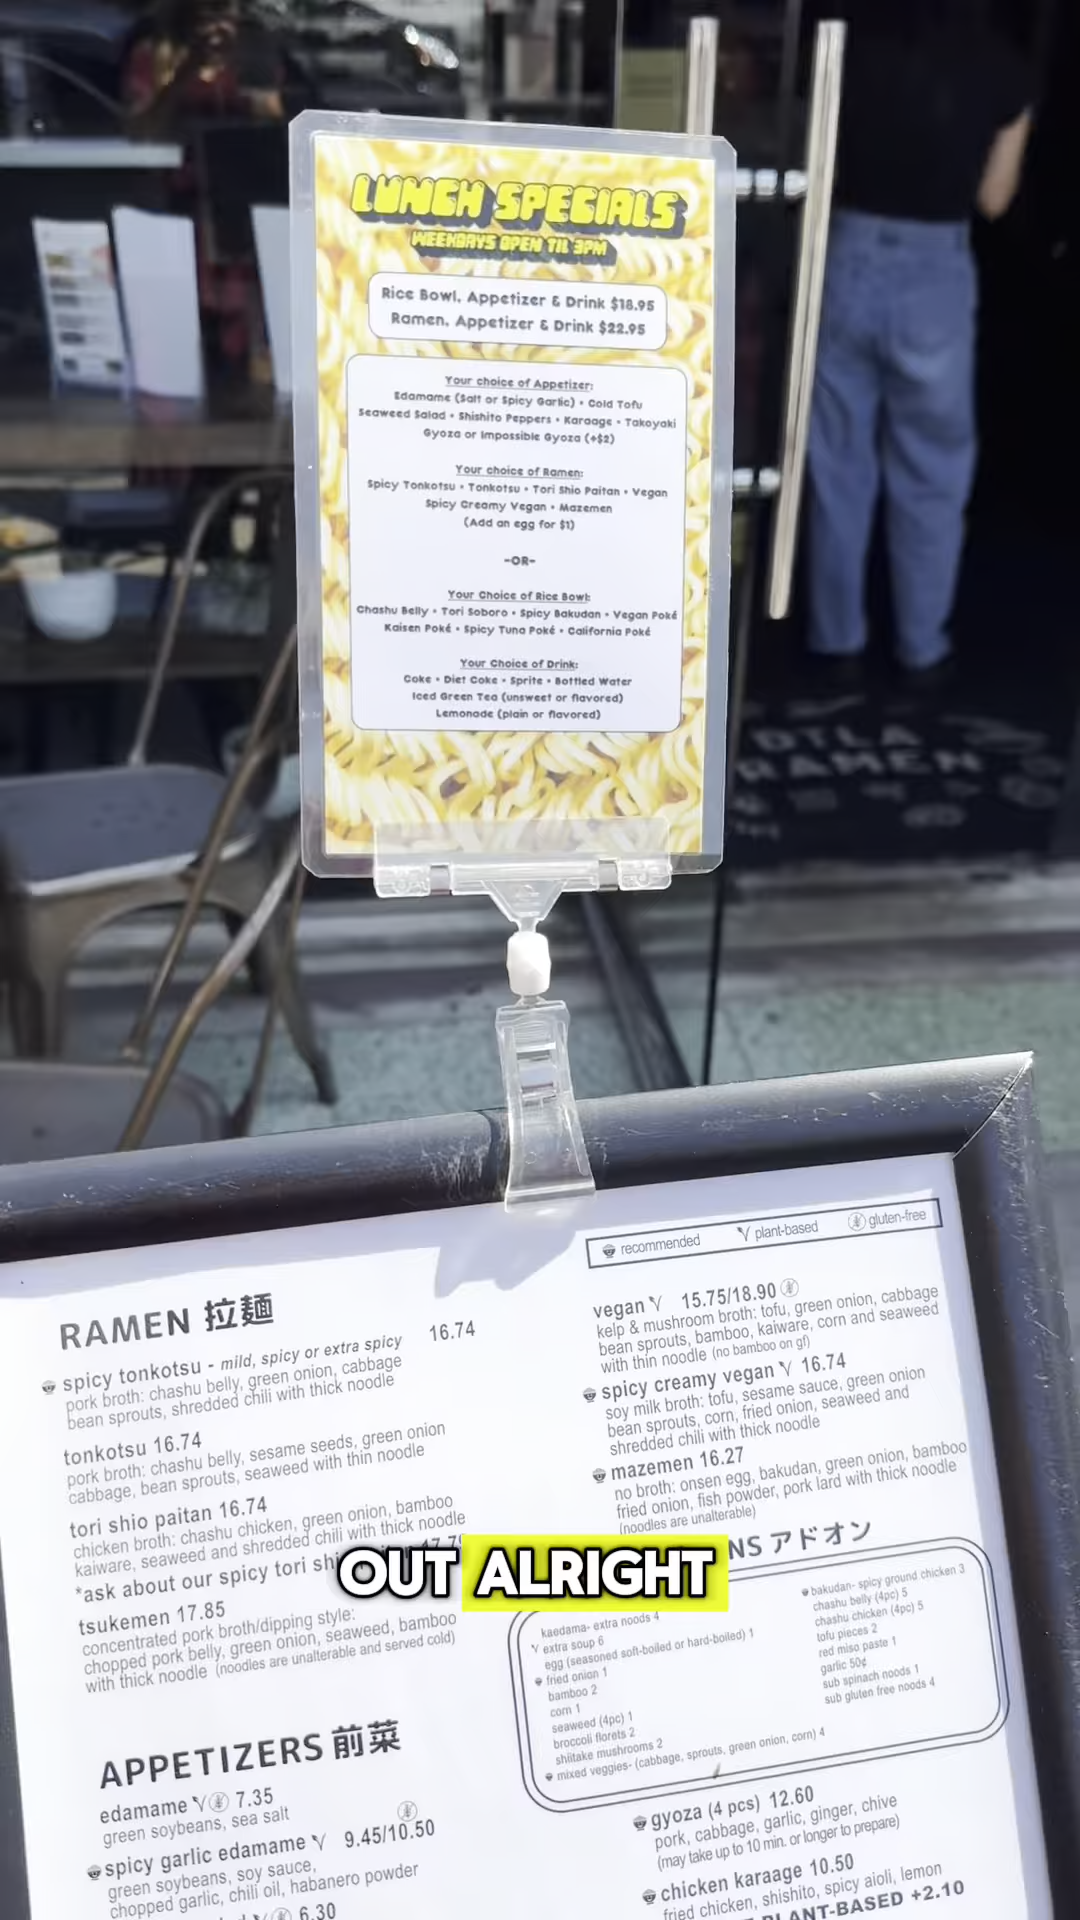 LUNCH SPECIALS
WEEKDAYS OPEN TIL 3PM
Rice Bowl, Appetizer & Drink $18.95
Ramen, Appetizer & Drink $22.95
Your choice of Appetizer:
Edamame (Salt or Spicy Garlic) • Cold Tofu
Seaweed Salad • Shishito Peppers • Karaage • Takoyaki
Gyoza or Impossible Gyoza (+$2)
Your choice of Ramen:
Spicy Tonkotsu • Tonkotsu • Tori Shio Paitan • Vegan
Spicy Creamy Vegan • Mazemen
(Add an egg for $1)
-OR-
Your Choice of Rice Bowl:
Chashu Belly • Tori Soboro • Spicy Bakudan • Vegan Poké
Kaisen Poké • Spicy Tuna Poké • California Poké
Your Choice of Drink:
Coke • Diet Coke • Sprite • Bottled Water
Iced Green Tea (unsweet or flavored)
Lemonade (plain or flavored)
DTLA
RAMEN
recommended plant-based gluten-free
RAMEN 拉麺
spicy tonkotsu - mild, spicy or extra spicy 16.74
pork broth: chashu belly, green onion, cabbage
bean sprouts, shredded chili with thick noodle
tonkotsu 16.74
pork broth: chashu belly, sesame seeds, green onion
cabbage, bean sprouts, seaweed with thin noodle
tori shio paitan 16.74
chicken broth: chashu chicken, green onion, bamboo
kaiware, seaweed and shredded chili with thick noodle
*ask about our spicy tori shi
tsukemen 17.85
concentrated pork broth/dipping style:
chopped pork belly, green onion, seaweed, bamboo
with thick noodle (noodles are unalterable and served cold)
vegan 15.75/18.90
kelp & mushroom broth: tofu, green onion, cabbage
bean sprouts, bamboo, kaiware, corn and seaweed
with thin noodle (no bamboo on gf)
spicy creamy vegan 16.74
soy milk broth: tofu, sesame sauce, green onion
bean sprouts, corn, fried onion, seaweed and
shredded chili with thick noodle
mazemen 16.27
no broth: onsen egg, bakudan, green onion, bamboo
fried onion, fish powder, pork lard with thick noodle
(noodles are unalterable)
NS アドオン
OUT ALRIGHT
kaedama- extra noods 4
extra soup 6
egg (seasoned soft-boiled or hard-boiled) 1
fried onion 1
bamboo 2
corn 1
seaweed (4pc) 1
broccoli florets 2
shiitake mushrooms 2
mixed veggies- (cabbage, sprouts, green onion, corn) 4
bakudan- spicy ground chicken 3
chashu belly (4pc) 5
chashu chicken (4pc) 5
tofu pieces 2
red miso paste 1
garlic 50¢
sub spinach noods 1
sub gluten free noods 4
APPETIZERS 前菜
edamame 7.35
green soybeans, sea salt
spicy garlic edamame 9.45/10.50
green soybeans, soy sauce,
chopped garlic, chili oil, habanero powder
6.30
gyoza (4 pcs) 12.60
pork, cabbage, garlic, ginger, chive
(may take up to 10 min. or longer to prepare)
chicken karaage 10.50
fried chicken, shishito, spicy aioli, lemon
PLANT-BASED +2.10